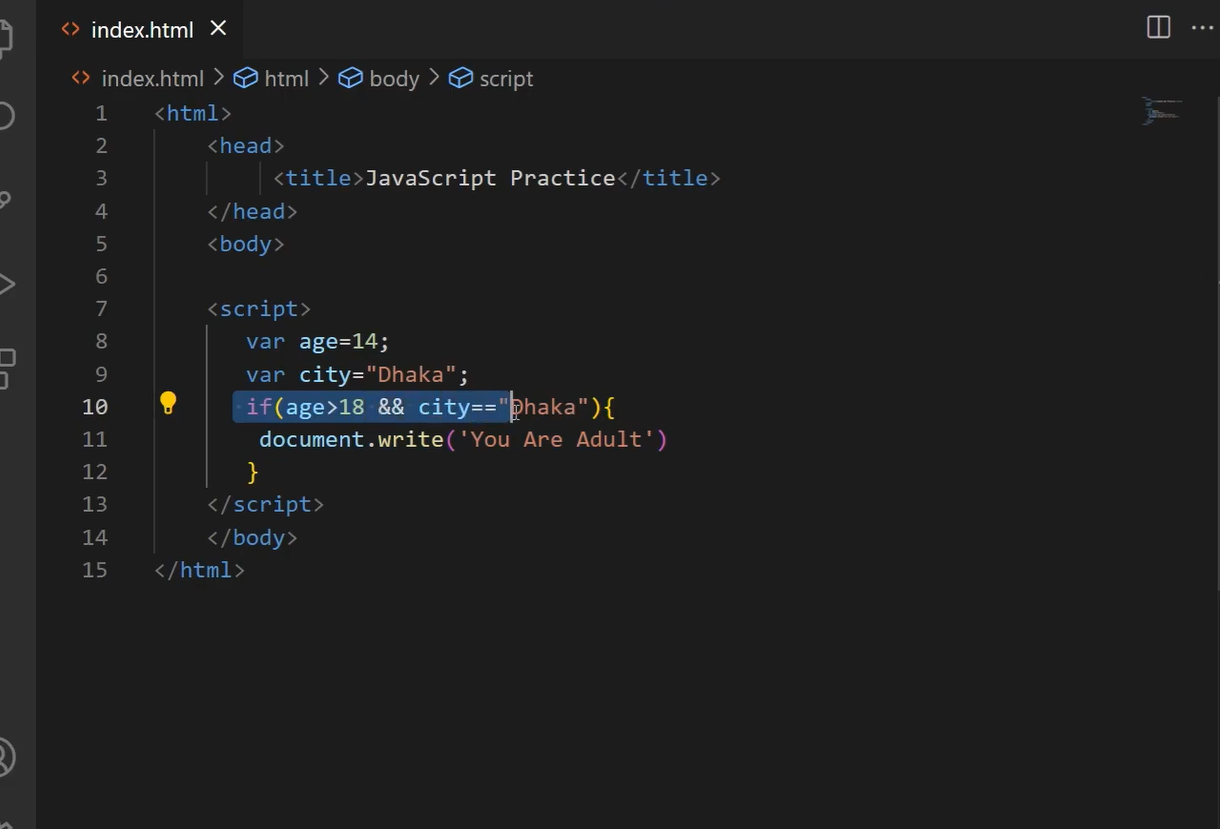 index.html
index.html > html > body > script
1 <html>
2 <head>
3 <title>JavaScript Practice</title>
4 </head>
5 <body>
6
7 <script>
8 var age=14;
9 var city="Dhaka";
10 if(age>18 && city=="Dhaka"){
11 document.write('You Are Adult')
12 }
13 </script>
14 </body>
15 </html>